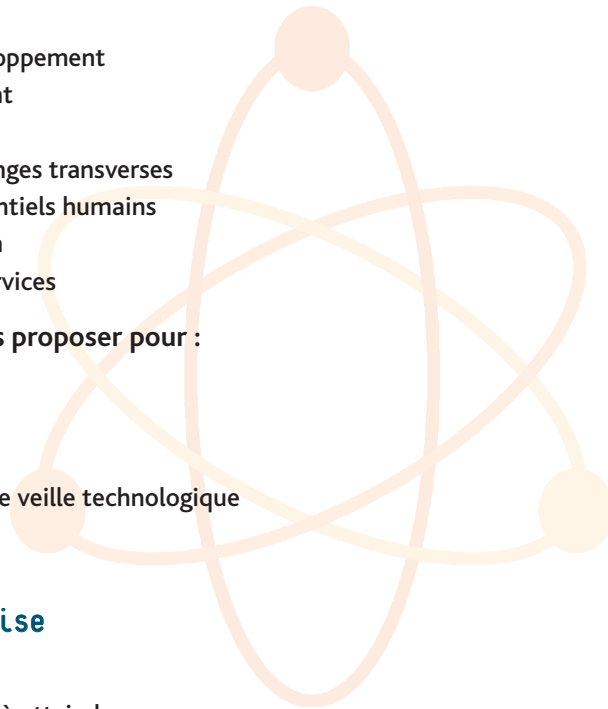 oppement
nt
nges transverses
ntiels humains
n
rvices
s proposer pour :
e veille technologique
ise